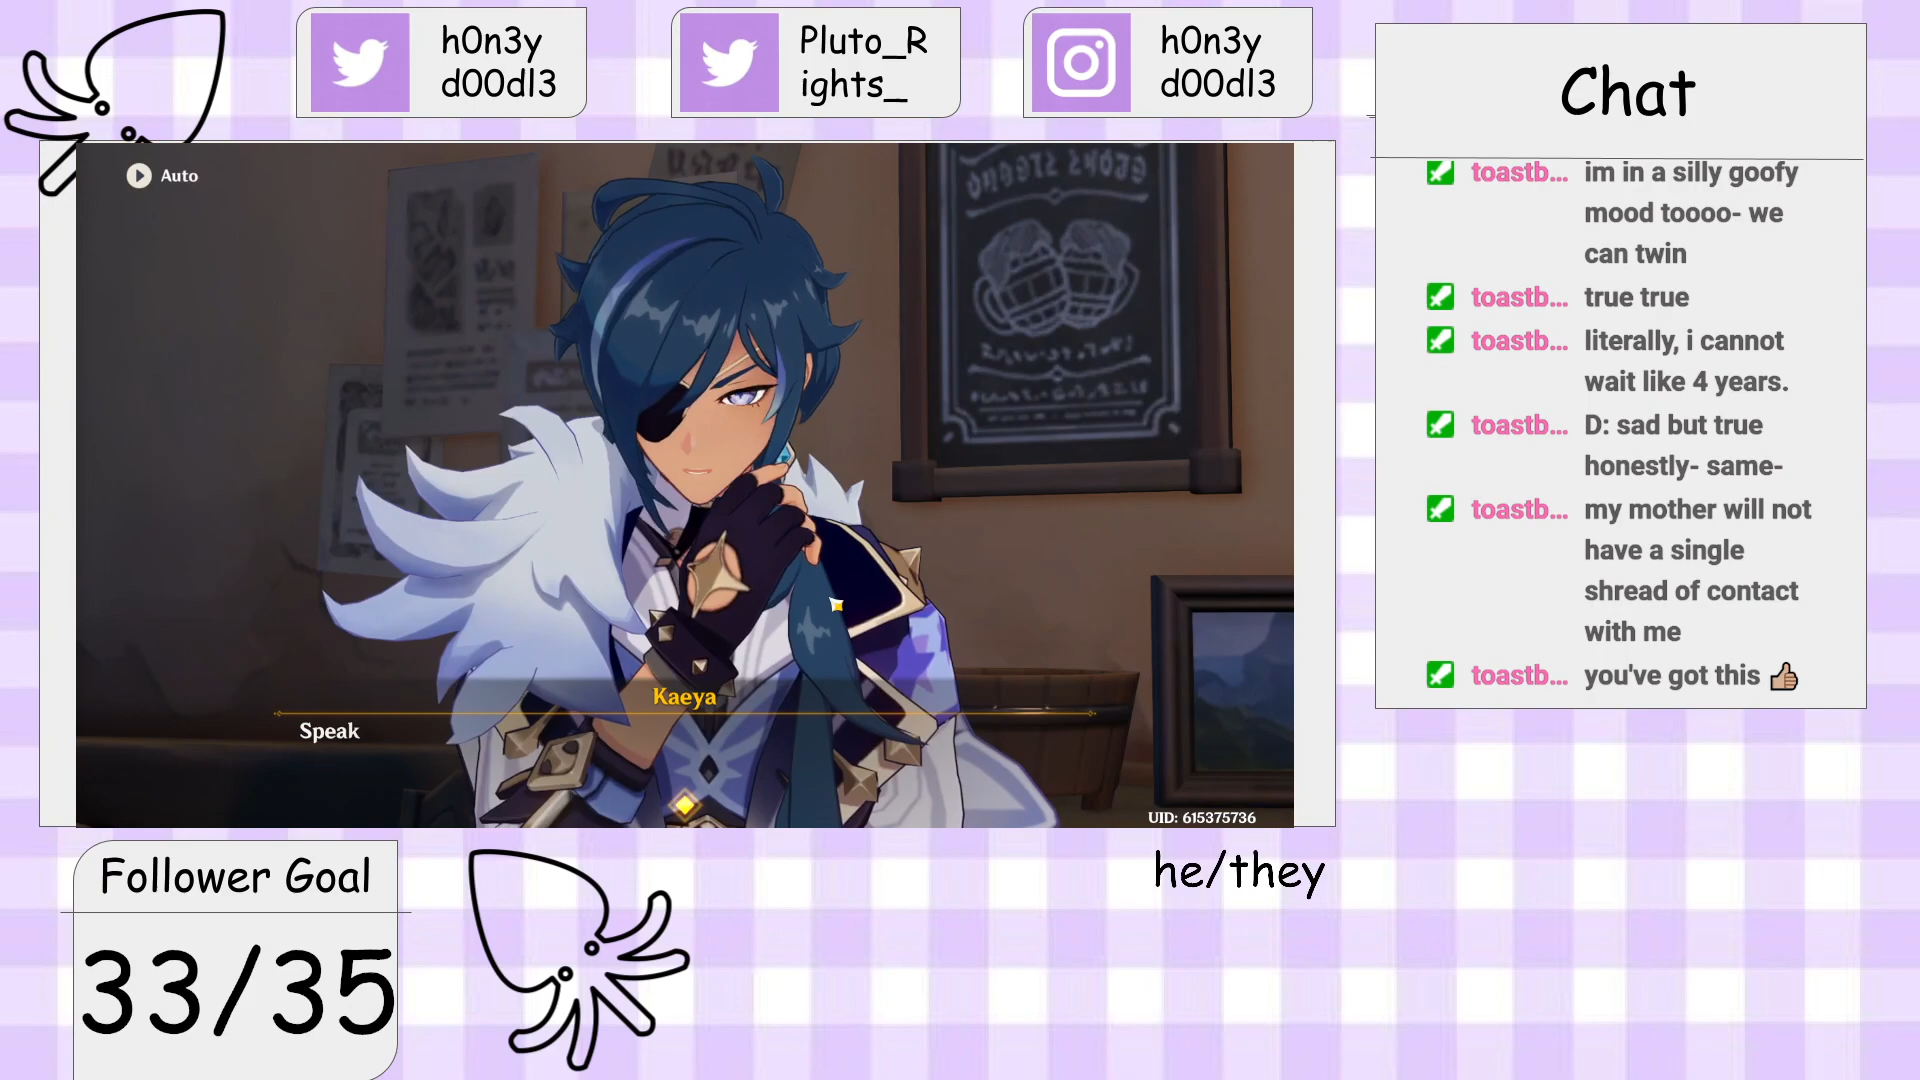 h0n3y
d00dl3
Pluto_R
ights_
h0n3y
d00dl3
Chat
Auto
toastb... im in a silly goofy
mood toooo- we
can twin
toastb... true true
toastb... literally, i cannot
wait like 4 years.
toastb... D: sad but true
honestly- same-
toastb... my mother will not
have a single
shread of contact
with me
toastb... you've got this 👍🏼
Kaeya
Speak
UID: 615375736
Follower Goal
33/35
he/they